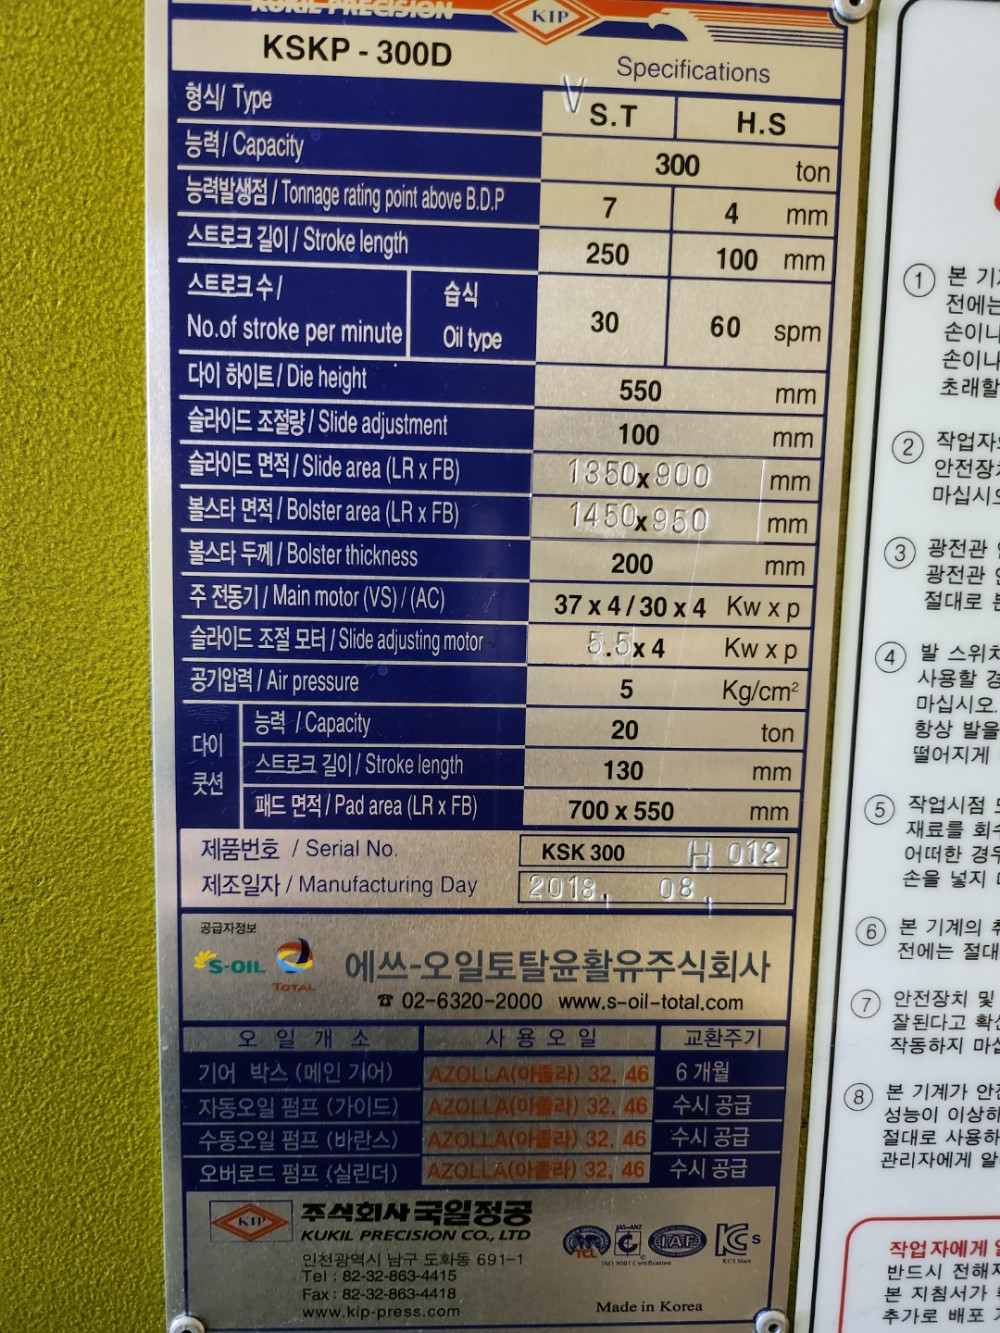 KUKIL PRECISION KIP
KSKP - 300D
Specifications
형식/ Type V S.T H.S
능력/ Capacity 300 ton
능력발생점 / Tonnage rating point above B.D.P 7 4 mm
스트로크 길이 / Stroke length 250 100 mm
스트로크 수 / No.of stroke per minute 습식 Oil type 30 60 spm
다이 하이트 / Die height 550 mm
슬라이드 조절량 / Slide adjustment 100 mm
슬라이드 면적 / Slide area (LR x FB) 1350 x 900 mm
볼스타 면적 / Bolster area (LR x FB) 1450 x 950 mm
볼스타 두께 / Bolster thickness 200 mm
주 전동기 / Main motor (VS) / (AC) 37 x 4 / 30 x 4 Kw x p
슬라이드 조절 모터 / Slide adjusting motor 5.5 x 4 Kw x p
공기압력 / Air pressure 5 Kg/cm²
다이 쿳션
능력 / Capacity 20 ton
스트로크 길이 / Stroke length 130 mm
패드 면적 / Pad area (LR x FB) 700 x 550 mm
제품번호 / Serial No. KSK 300 H 012
제조일자 / Manufacturing Day 2018. 08.
공급자정보
S-OIL TOTAL 에쓰-오일토탈윤활유주식회사
☎ 02-6320-2000 www.s-oil-total.com
오 일 개 소 사 용 오 일 교환주기
기어 박스 (메인 기어) AZOLLA(아졸라) 32, 46 6 개월
자동오일 펌프 (가이드) AZOLLA(아졸라) 32, 46 수시 공급
수동오일 펌프 (바란스) AZOLLA(아졸라) 32, 46 수시 공급
오버로드 펌프 (실린더) AZOLLA(아졸라) 32, 46 수시 공급
KIP 주식회사 국일정공
KUKIL PRECISION CO., LTD
인천광역시 남구 도화동 691-1
Tel : 82-32-863-4415
Fax : 82-32-863-4418
www.kip-press.com
TCL JAS-ANZ IAF KCs
ISO 9001 Certification KCS Mark
Made in Korea
① 본
전에는
손이나
손이나
초래할
②
안전장치
마십시오
③ 광전관
광전관
절대로
④ 발 스위치
사용할
마십시오.
항상 발을
떨어지게
⑤ 작업시점
재료를
어떠한
손을 넣지
⑥ 본 기계의
전에는
⑦ 안전장치 및
잘된다고
작동하지
⑧ 본 기계가
성능이
절대로
관리자에게
작업자에게
반드시
본 지침서가
추가로 배포